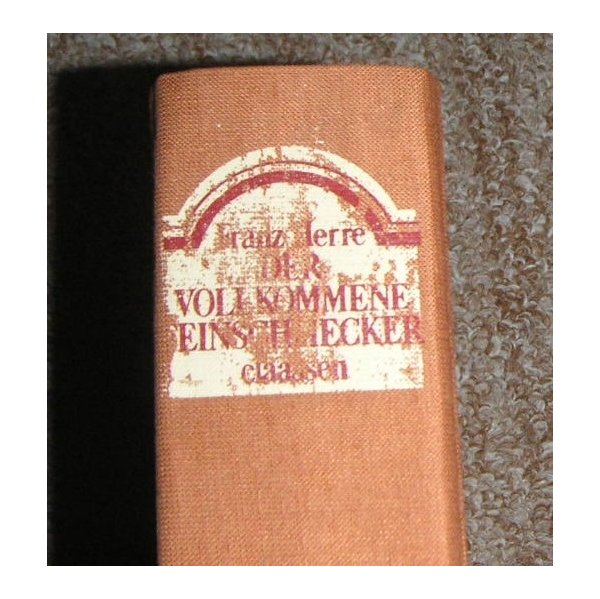 Franz Herre
DER
VOLLKOMMENE
FEINSCHMECKER
claassen